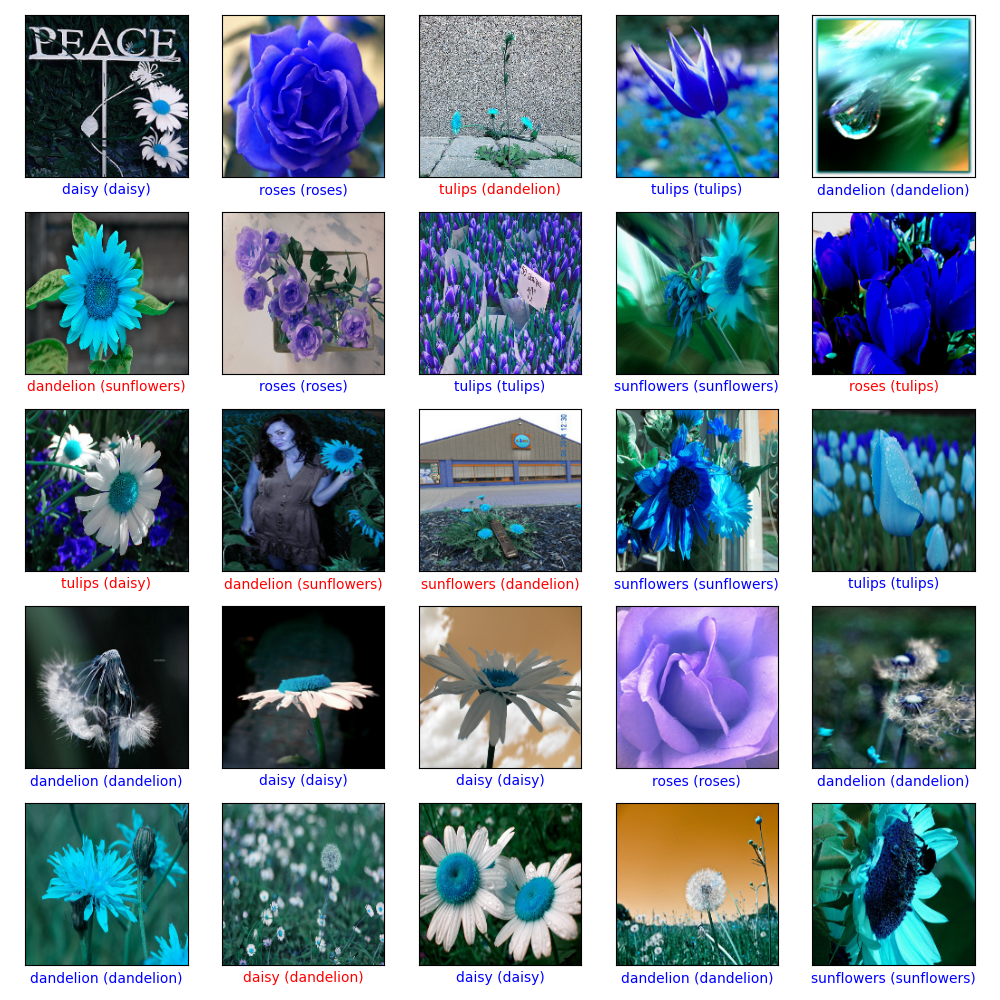 PEACE
daisy (daisy)
roses (roses)
tulips (dandelion)
tulips (tulips)
dandelion (dandelion)
dandelion (sunflowers)
roses (roses)
tulips (tulips)
sunflowers (sunflowers)
roses (tulips)
12:30
tulips (daisy)
dandelion (sunflowers)
sunflowers (dandelion)
sunflowers (sunflowers)
tulips (tulips)
dandelion (dandelion)
daisy (daisy)
daisy (daisy)
roses (roses)
dandelion (dandelion)
dandelion (dandelion)
daisy (dandelion)
daisy (daisy)
dandelion (dandelion)
sunflowers (sunflowers)